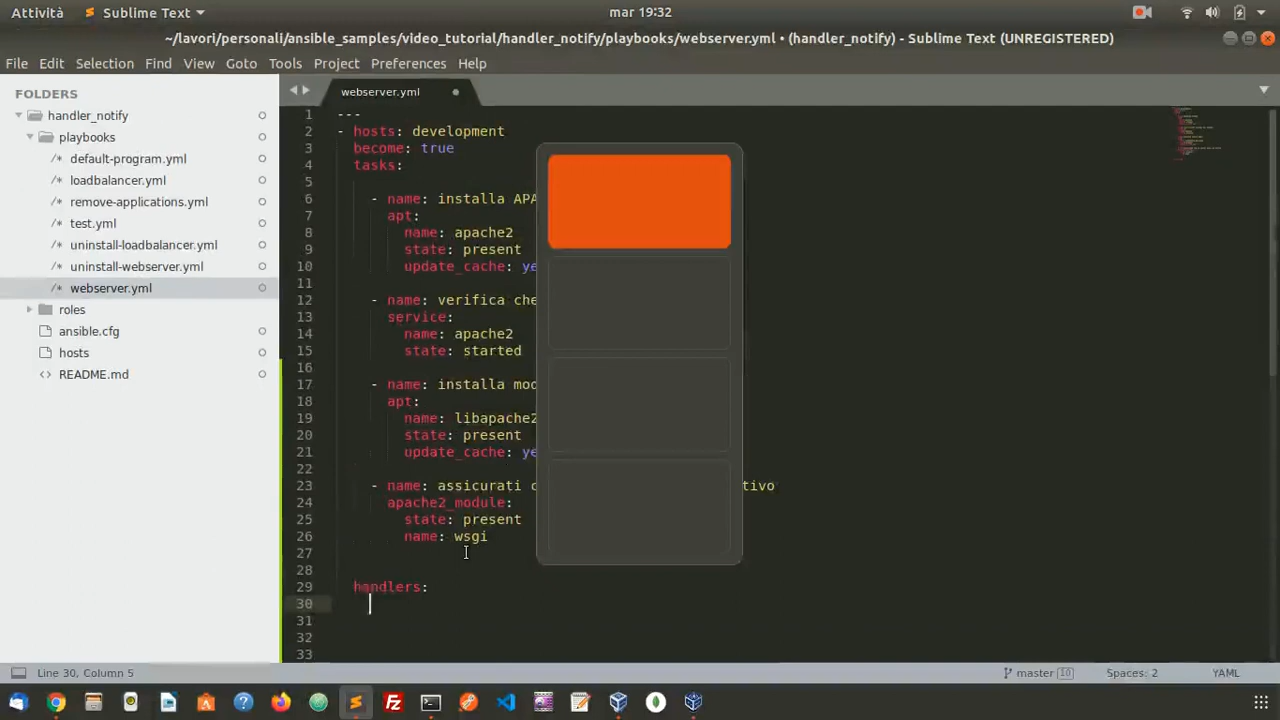 Attività
Sublime Text
mar 19:32
~/lavori/personali/ansible_samples/video_tutorial/handler_notify/playbooks/webserver.yml • (handler_notify) - Sublime Text (UNREGISTERED)
File Edit Selection Find View Goto Tools Project Preferences Help
FOLDERS
handler_notify
playbooks
/* default-program.yml
/* loadbalancer.yml
/* remove-applications.yml
/* test.yml
/* uninstall-loadbalancer.yml
/* uninstall-webserver.yml
/* webserver.yml
roles
ansible.cfg
hosts
<> README.md
webserver.yml
1 ---
2 - hosts: development
3 become: true
4 tasks:
5
6 - name: installa APA
7 apt:
8 name: apache2
9 state: present
10 update_cache: ye
11
12 - name: verifica che
13 service:
14 name: apache2
15 state: started
16
17 - name: installa mod
18 apt:
19 name: libapache2
20 state: present
21 update_cache: ye
22
23 - name: assicurati tivo
24 apache2_module:
25 state: present
26 name: wsgi
27
28
29 handlers:
30
31
32
33
Line 30, Column 5
master 10
Spaces: 2
YAML